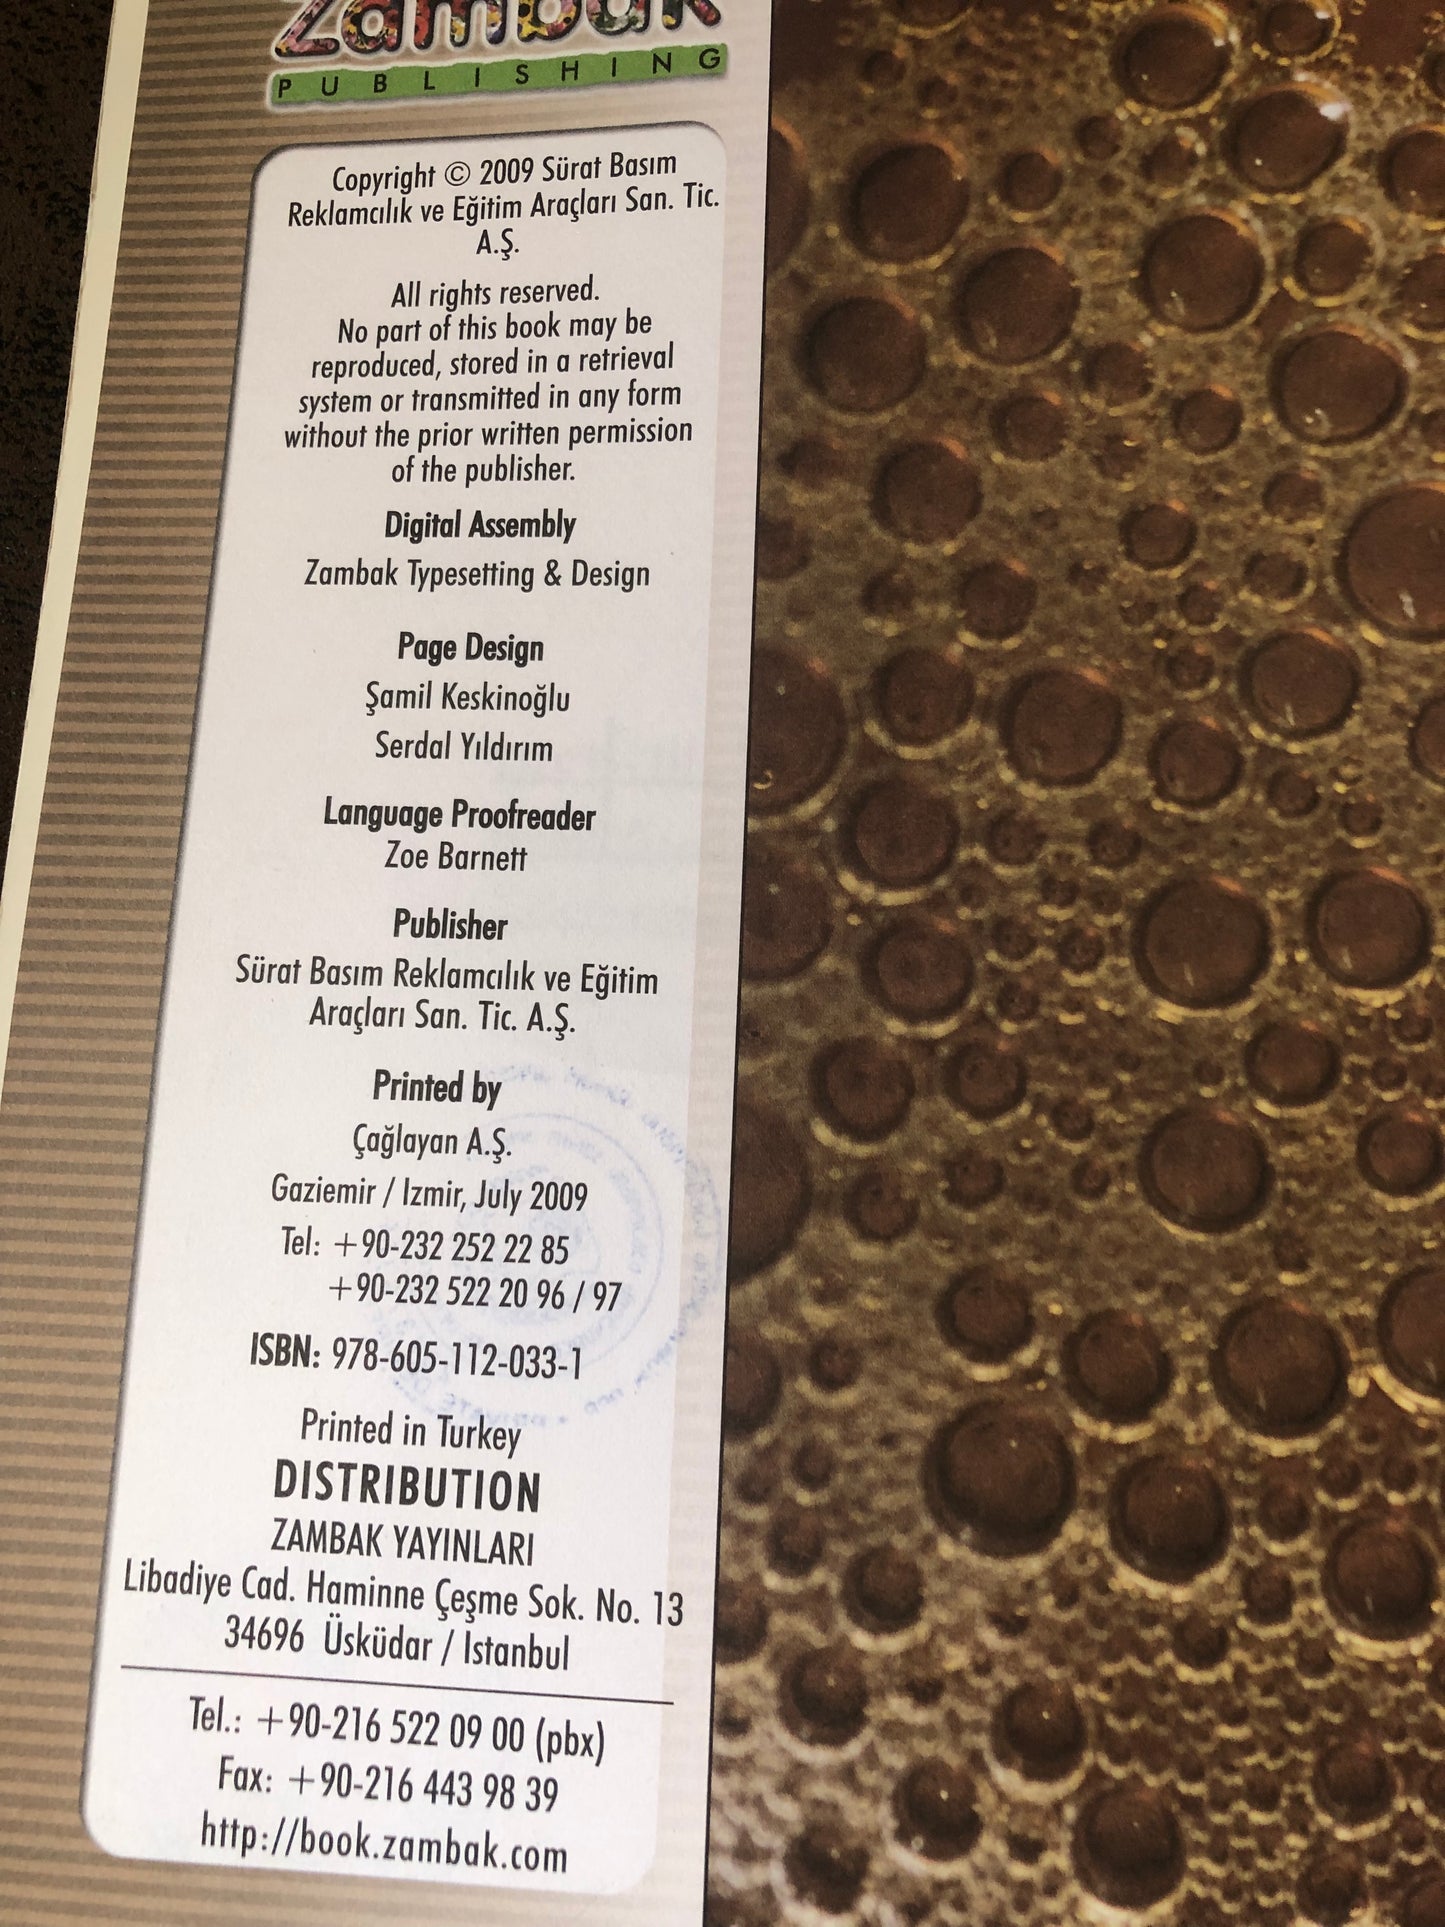 Zambak
PUBLISHING
Copyright © 2009 Sürat Basım
Reklamcılık ve Eğitim Araçları San. Tic.
A.Ş.
All rights reserved.
No part of this book may be
reproduced, stored in a retrieval
system or transmitted in any form
without the prior written permission
of the publisher.
Digital Assembly
Zambak Typesetting & Design
Page Design
Şamil Keskinoğlu
Serdal Yıldırım
Language Proofreader
Zoe Barnett
Publisher
Sürat Basım Reklamcılık ve Eğitim
Araçları San. Tic. A.Ş.
Printed by
Çağlayan A.Ş.
Gaziemir / Izmir, July 2009
Tel: +90-232 252 22 85
+90-232 522 20 96 / 97
ISBN: 978-605-112-033-1
Printed in Turkey
DISTRIBUTION
ZAMBAK YAYINLARI
Libadiye Cad. Haminne Çeşme Sok. No. 13
34696 Üsküdar / Istanbul
Tel.: +90-216 522 09 00 (pbx)
Fax: +90-216 443 98 39
http://book.zambak.com